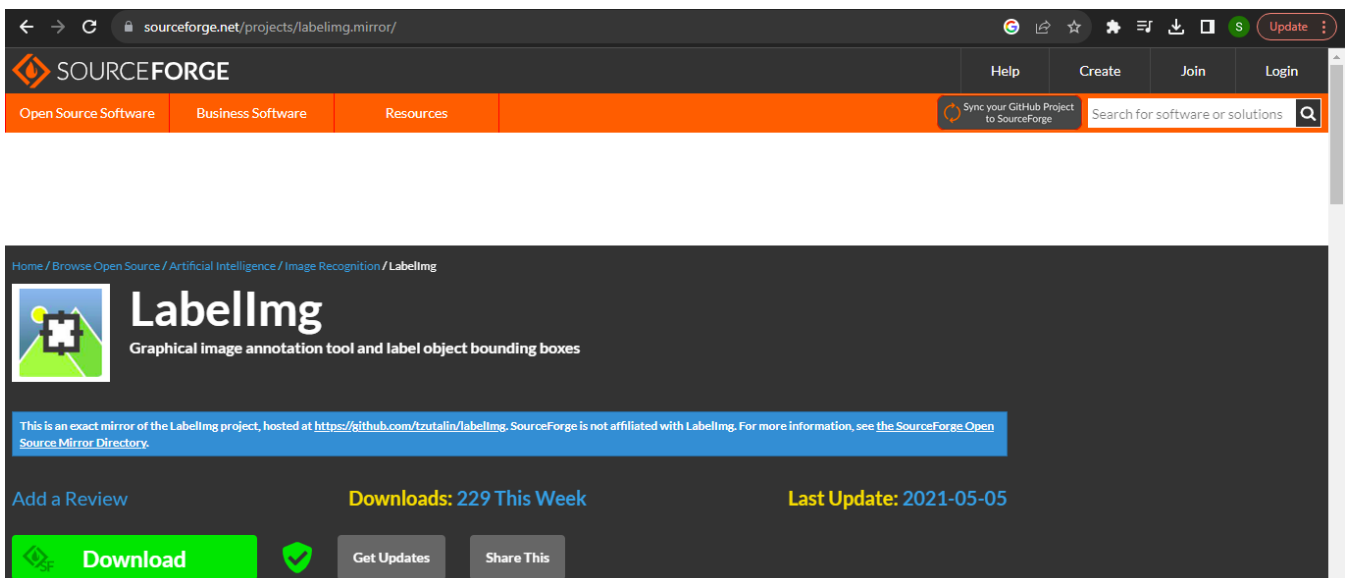 sourceforge.net/projects/labelimg.mirror/
S
Update
SOURCEFORGE
Help
Create
Join
Login
Open Source Software
Business Software
Resources
Sync your GitHub Project
to SourceForge
Search for software or solutions
Home / Browse Open Source / Artificial Intelligence / Image Recognition / LabelImg
LabelImg
Graphical image annotation tool and label object bounding boxes
This is an exact mirror of the LabelImg project, hosted at https://github.com/tzutalin/labelImg. SourceForge is not affiliated with LabelImg. For more information, see the SourceForge Open
Source Mirror Directory.
Add a Review
Downloads: 229 This Week
Last Update: 2021-05-05
SF
Download
Get Updates
Share This